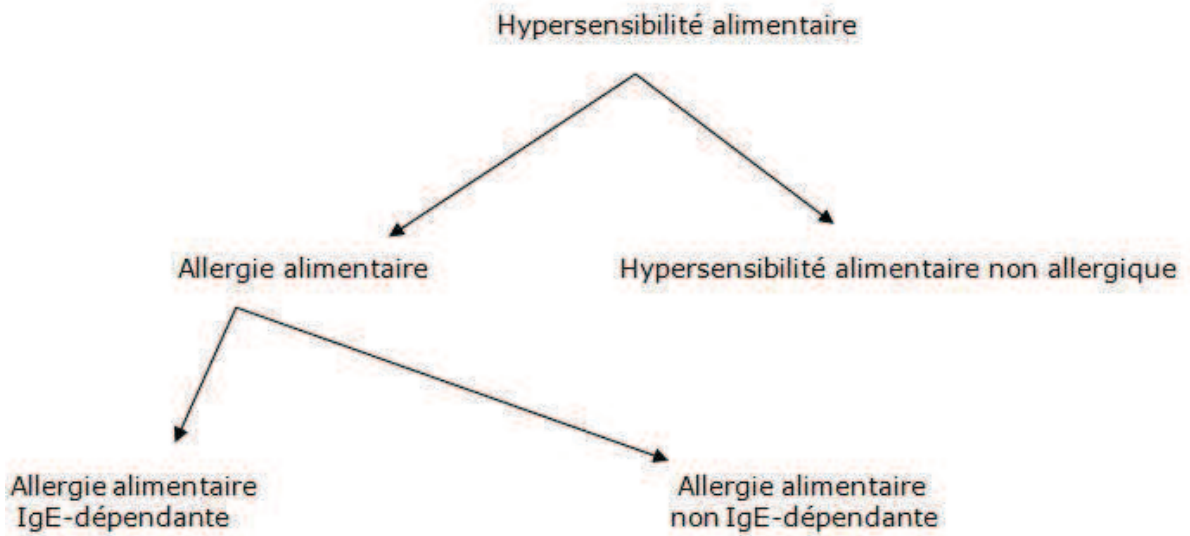 Hypersensibilité alimentaire
Allergie alimentaire
Hypersensibilité alimentaire non allergique
Allergie alimentaire
IgE-dépendante
Allergie alimentaire
non IgE-dépendante